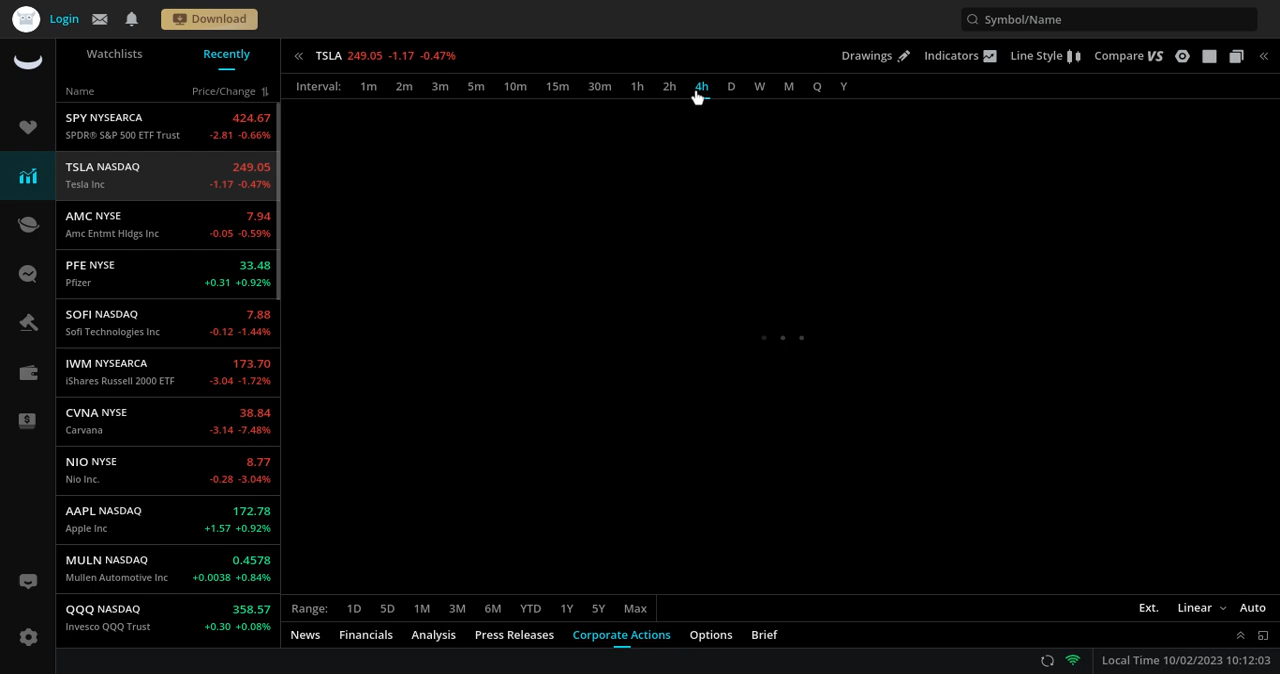 Login
Download
Symbol/Name
Watchlists
Recently
TSLA 249.05 -1.17 -0.47%
Drawings
Indicators
Line Style
Compare VS
Name
Price/Change
Interval: 1m 2m 3m 5m 10m 15m 30m 1h 2h 4h D W M Q Y
SPY NYSEARCA 424.67
SPDR® S&P 500 ETF Trust -2.81 -0.66%
TSLA NASDAQ 249.05
Tesla Inc -1.17 -0.47%
AMC NYSE 7.94
Amc Entmt Hldgs Inc -0.05 -0.59%
PFE NYSE 33.48
Pfizer +0.31 +0.92%
SOFI NASDAQ 7.88
Sofi Technologies Inc -0.12 -1.44%
IWM NYSEARCA 173.70
iShares Russell 2000 ETF -3.04 -1.72%
CVNA NYSE 38.84
Carvana -3.14 -7.48%
NIO NYSE 8.77
Nio Inc. -0.28 -3.04%
AAPL NASDAQ 172.78
Apple Inc +1.57 +0.92%
MULN NASDAQ 0.4578
Mullen Automotive Inc +0.0038 +0.84%
QQQ NASDAQ 358.57
Invesco QQQ Trust +0.30 +0.08%
Range: 1D 5D 1M 3M 6M YTD 1Y 5Y Max
Ext. Linear Auto
News Financials Analysis Press Releases Corporate Actions Options Brief
Local Time 10/02/2023 10:12:03